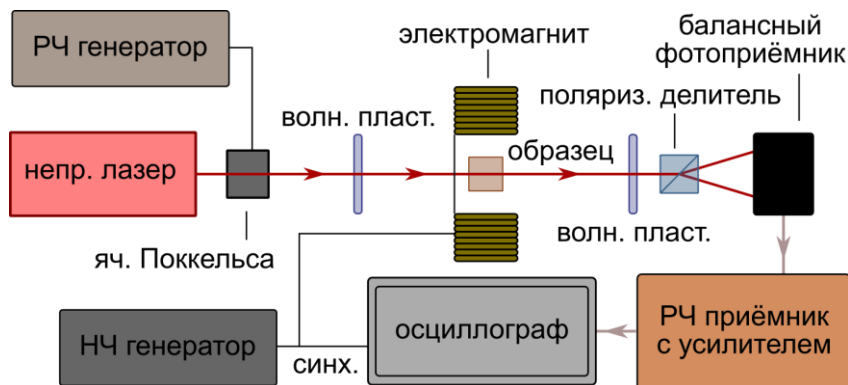 РЧ генератор
электромагнит
балансный
фотоприёмник
поляриз. делитель
волн. пласт.
непр. лазер
образец
яч. Поккельса
волн. пласт.
НЧ генератор
синх.
осциллограф
РЧ приёмник
с усилителем